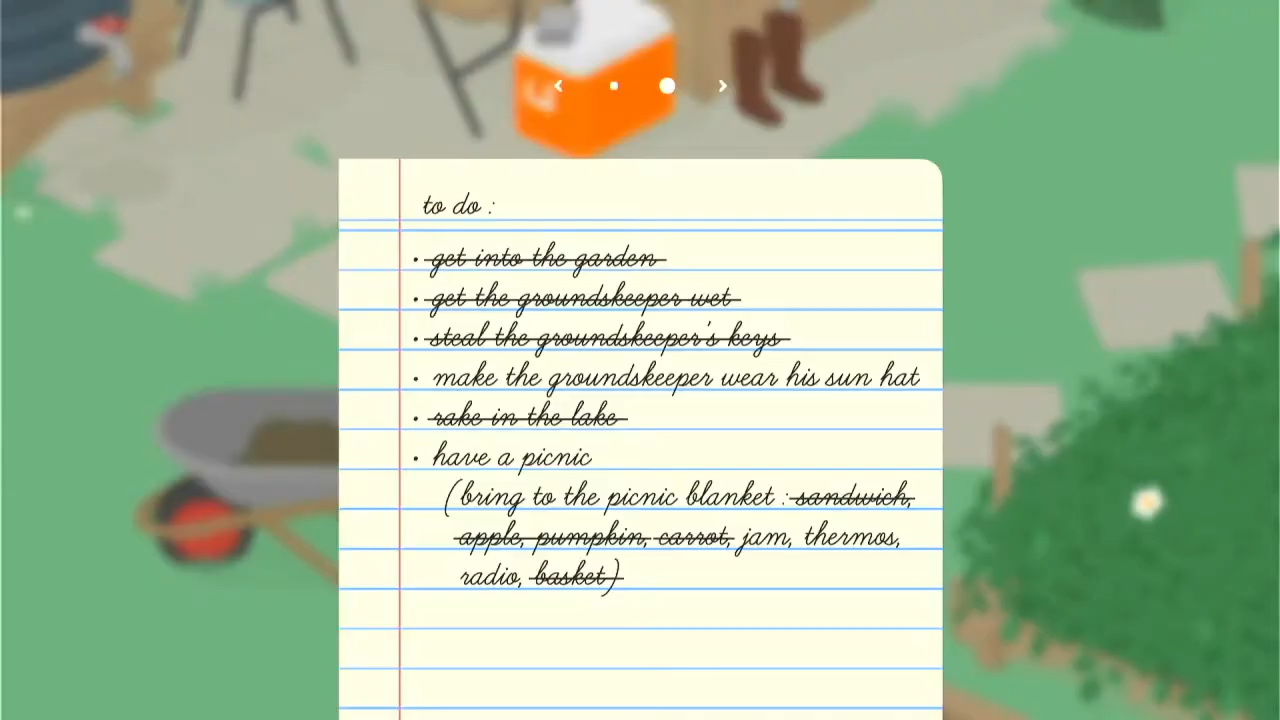 to do :
• get into the garden
• get the groundskeeper wet
• steal the groundskeeper's keys
• make the groundskeeper wear his sun hat
• rake in the lake
• have a picnic
(bring to the picnic blanket : sandwich,
apple, pumpkin, carrot, jam, thermos,
radio, basket)